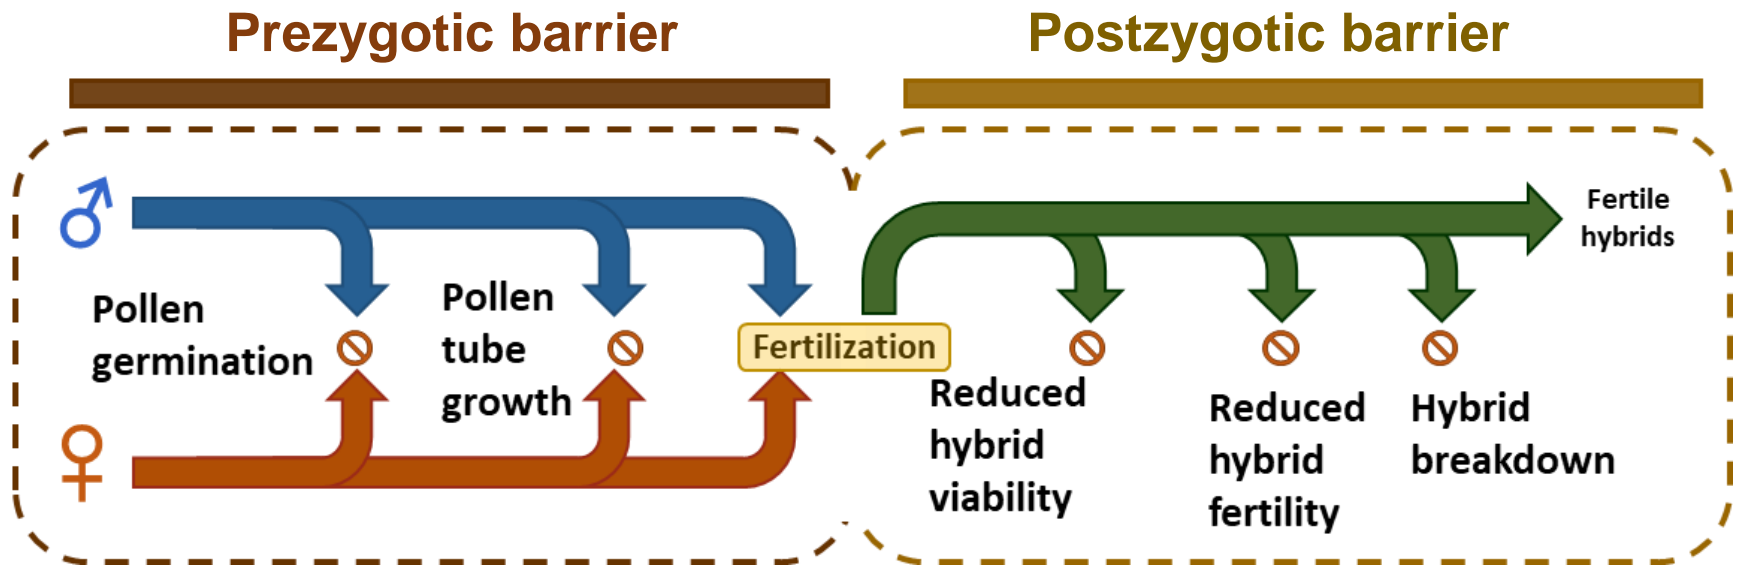 Prezygotic barrier
Postzygotic barrier
Pollen
germination
Pollen
tube
growth
Fertilization
Reduced
hybrid
viability
Reduced
hybrid
fertility
Hybrid
breakdown
Fertile
hybrids